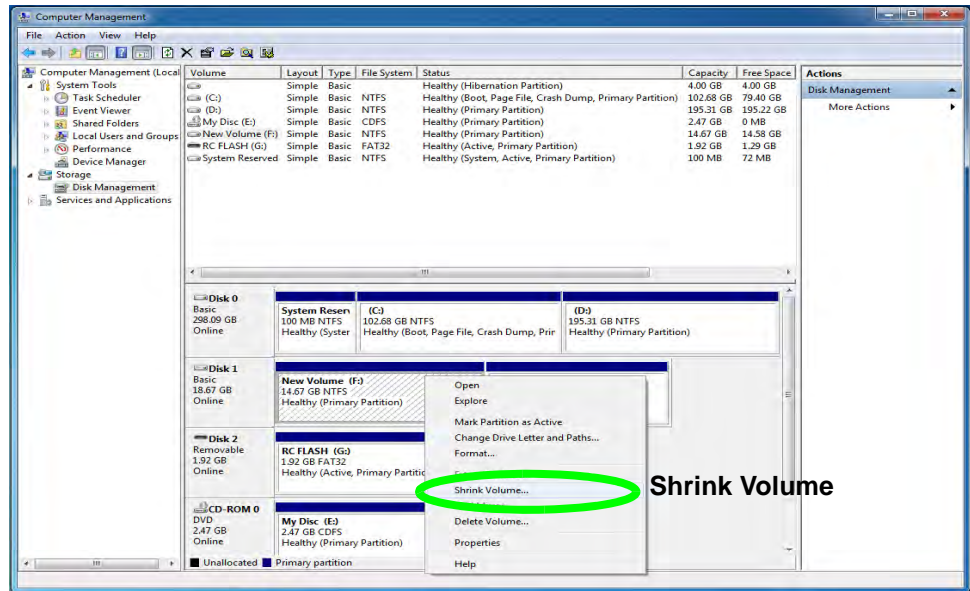 Computer Management
File Action View Help
Computer Management (Local
System Tools
Task Scheduler
Event Viewer
Shared Folders
Local Users and Groups
Performance
Device Manager
Storage
Disk Management
Services and Applications
Volume Layout Type File System Status Capacity Free Space
Simple Basic Healthy (Hibernation Partition) 4.00 GB 4.00 GB
(C:) Simple Basic NTFS Healthy (Boot, Page File, Crash Dump, Primary Partition) 102.68 GB 79.40 GB
(D:) Simple Basic NTFS Healthy (Primary Partition) 195.31 GB 195.22 GB
My Disc (E:) Simple Basic CDFS Healthy (Primary Partition) 2.47 GB 0 MB
New Volume (F:) Simple Basic NTFS Healthy (Primary Partition) 14.67 GB 14.58 GB
RC FLASH (G:) Simple Basic FAT32 Healthy (Active, Primary Partition) 1.92 GB 1.29 GB
System Reserved Simple Basic NTFS Healthy (System, Active, Primary Partition) 100 MB 72 MB
Actions
Disk Management
More Actions
Disk 0
Basic
298.09 GB
Online
System Reserv
100 MB NTFS
Healthy (Syster
(C:)
102.68 GB NTFS
Healthy (Boot, Page File, Crash Dump, Prir
(D:)
195.31 GB NTFS
Healthy (Primary Partition)
Disk 1
Basic
18.67 GB
Online
New Volume (F:)
14.67 GB NTFS
Healthy (Primary Partition)
Disk 2
Removable
1.92 GB
Online
RC FLASH (G:)
1.92 GB FAT32
Healthy (Active, Primary Partitic
CD-ROM 0
DVD
2.47 GB
Online
My Disc (E:)
2.47 GB CDFS
Healthy (Primary Partition)
Open
Explore
Mark Partition as Active
Change Drive Letter and Paths...
Format...
Shrink Volume...
Delete Volume...
Properties
Help
Shrink Volume
Unallocated Primary partition